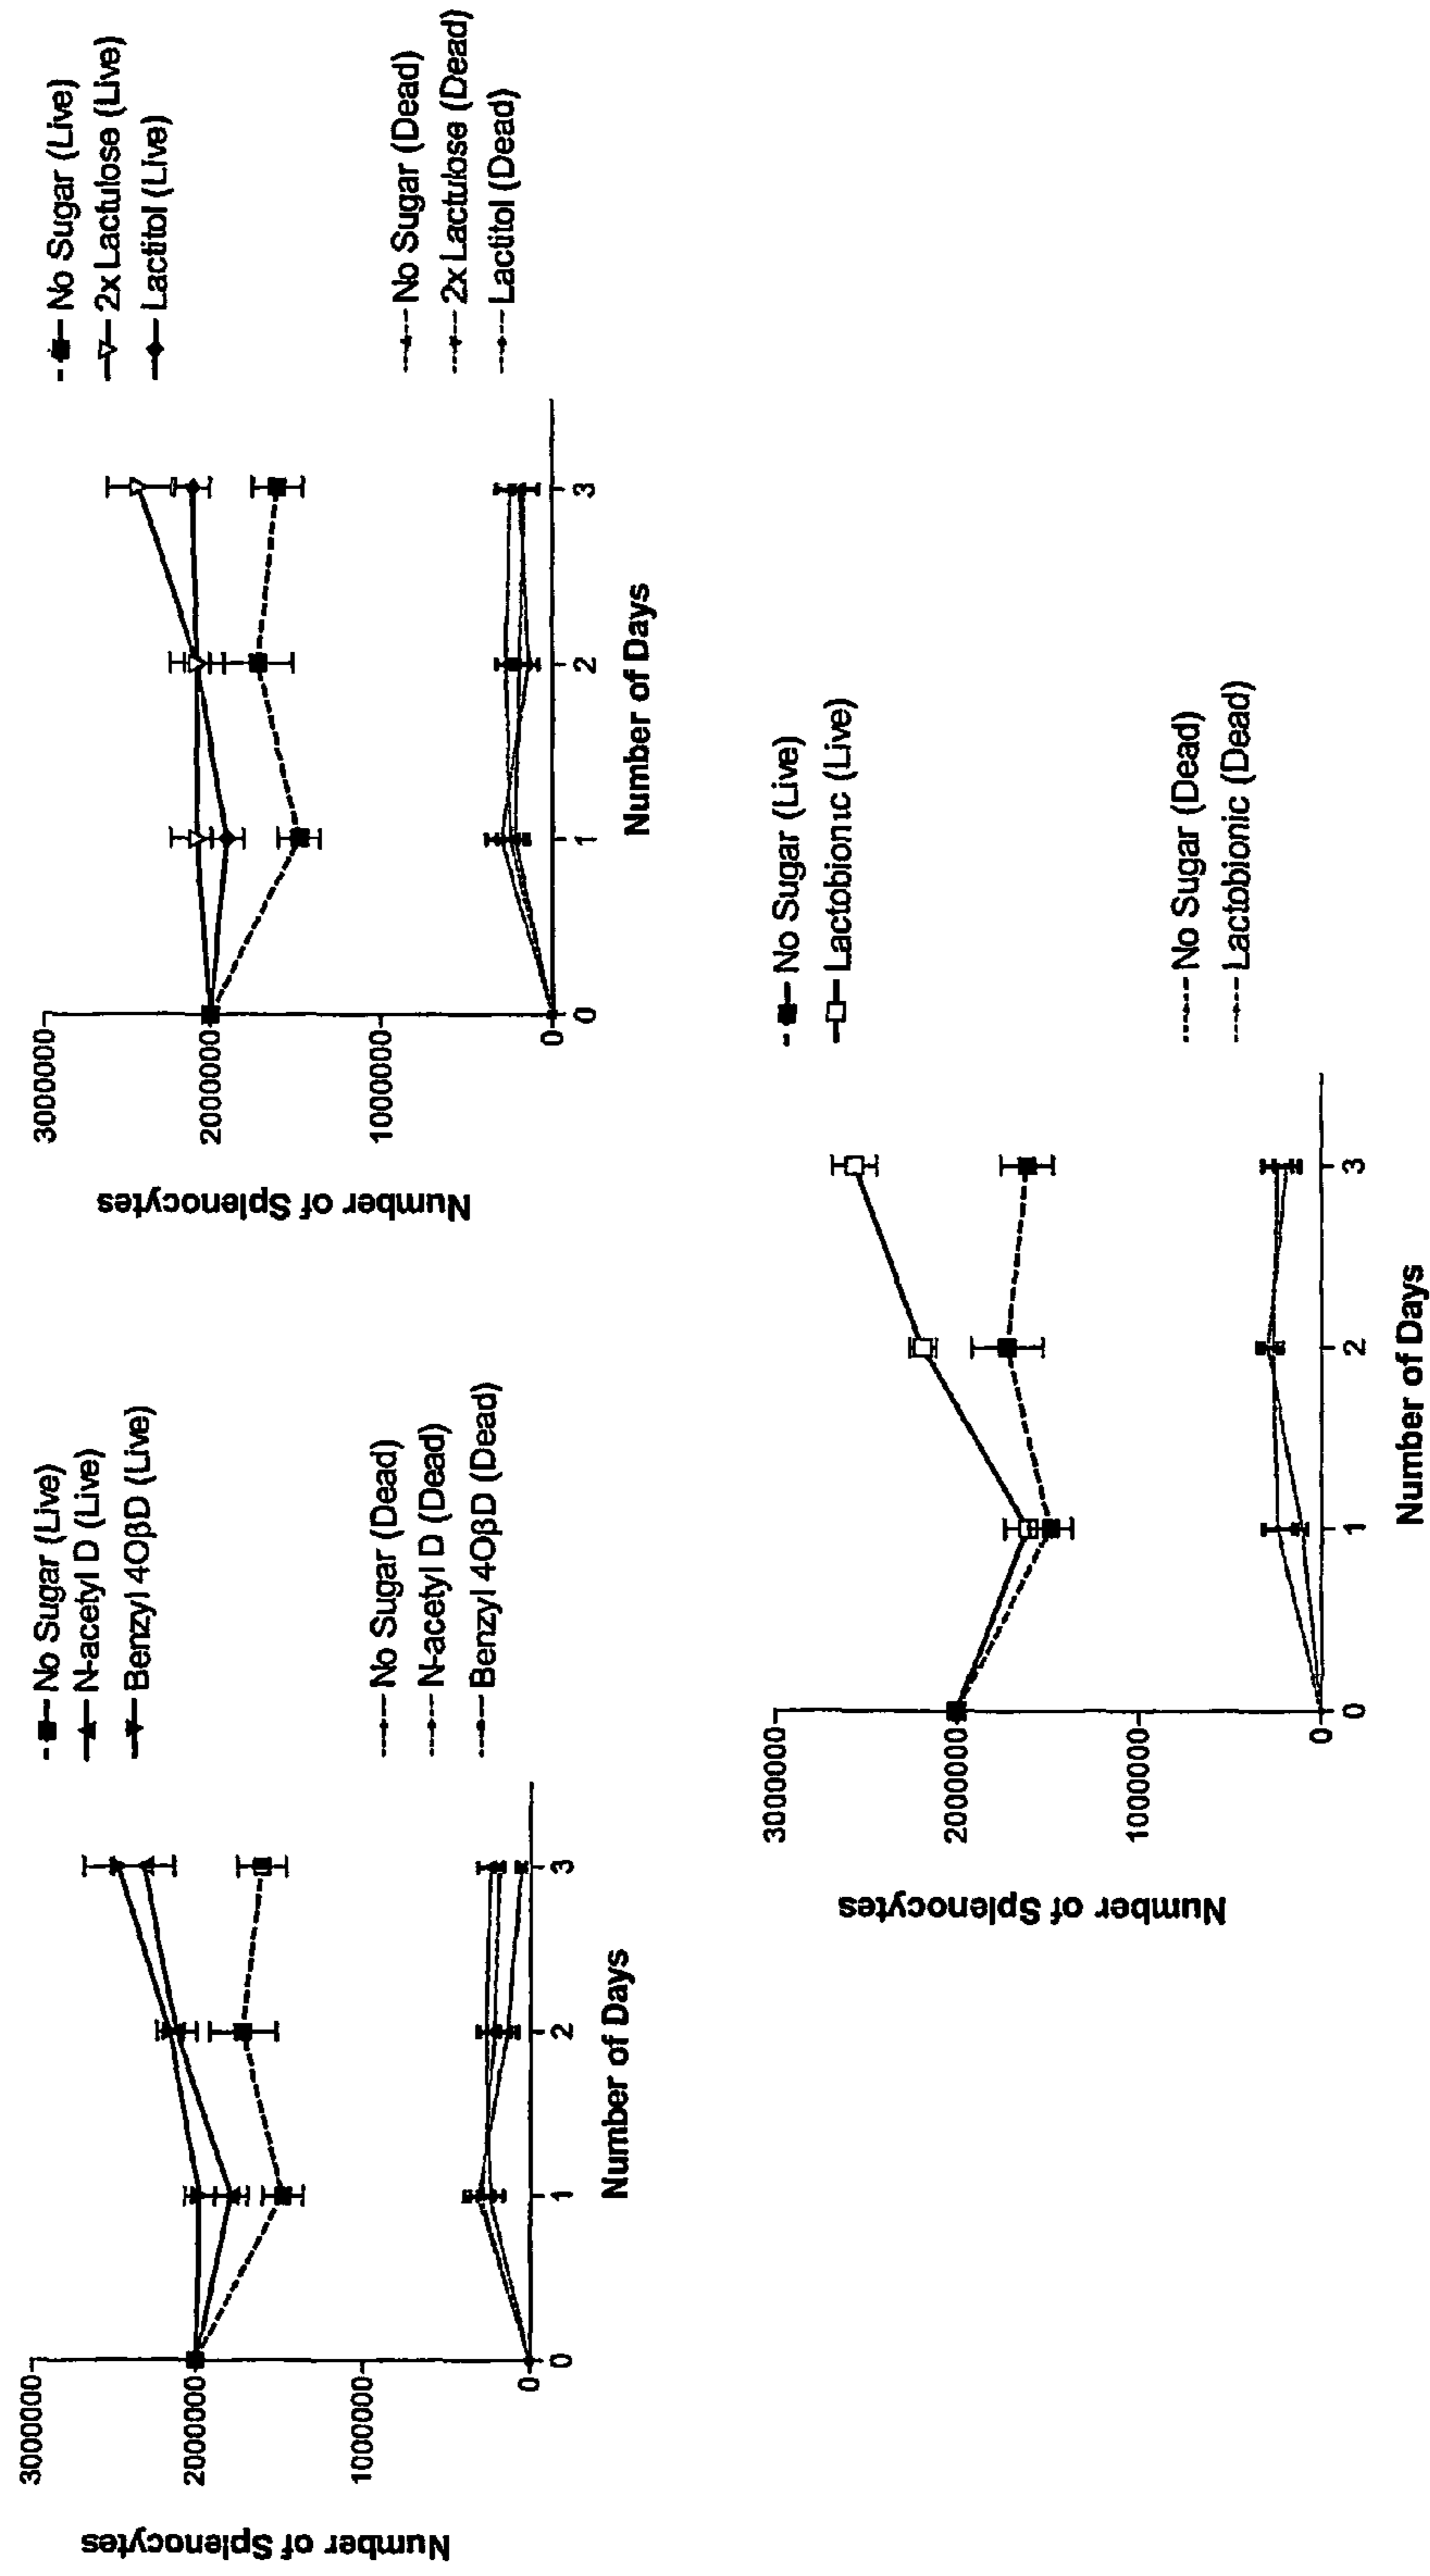 No Sugar (Live)
N-acetyl D (Live)
Benzyl 4OβD (Live)
No Sugar (Dead)
N-acetyl D (Dead)
Benzyl 4OβD (Dead)
Number of Splenocytes
3000000
2000000
1000000
0
0
1
2
3
Number of Days
No Sugar (Live)
2x Lactulose (Live)
Lactitol (Live)
No Sugar (Dead)
2x Lactulose (Dead)
Lactitol (Dead)
Number of Splenocytes
3000000
2000000
1000000
0
0
1
2
3
Number of Days
No Sugar (Live)
Lactobionic (Live)
No Sugar (Dead)
Lactobionic (Dead)
Number of Splenocytes
3000000
2000000
1000000
0
0
1
2
3
Number of Days